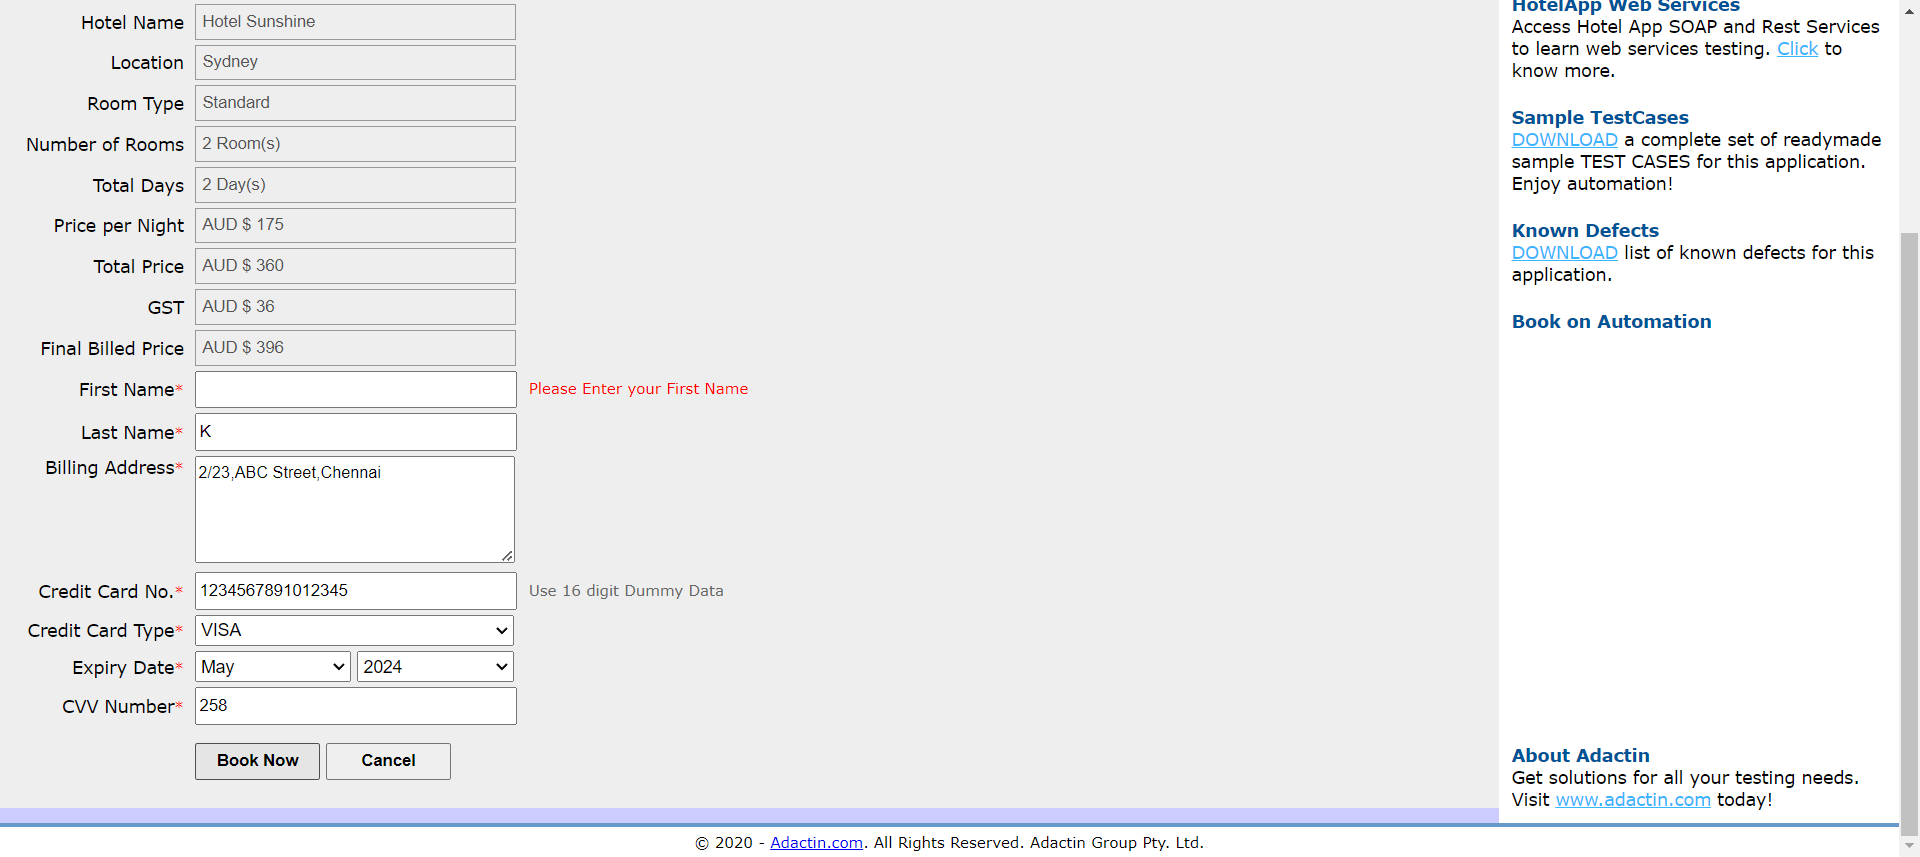 Hotel Name Hotel Sunshine
Location Sydney
Room Type Standard
Number of Rooms 2 Room(s)
Total Days 2 Day(s)
Price per Night AUD $ 175
Total Price AUD $ 360
GST AUD $ 36
Final Billed Price AUD $ 396
First Name* Please Enter your First Name
Last Name* K
Billing Address* 2/23,ABC Street,Chennai
Credit Card No.* 1234567891012345 Use 16 digit Dummy Data
Credit Card Type* VISA
Expiry Date* May 2024
CVV Number* 258
Book Now Cancel
HotelApp Web Services
Access Hotel App SOAP and Rest Services
to learn web services testing. Click to
know more.
Sample TestCases
DOWNLOAD a complete set of readymade
sample TEST CASES for this application.
Enjoy automation!
Known Defects
DOWNLOAD list of known defects for this
application.
Book on Automation
About Adactin
Get solutions for all your testing needs.
Visit www.adactin.com today!
© 2020 - Adactin.com. All Rights Reserved. Adactin Group Pty. Ltd.